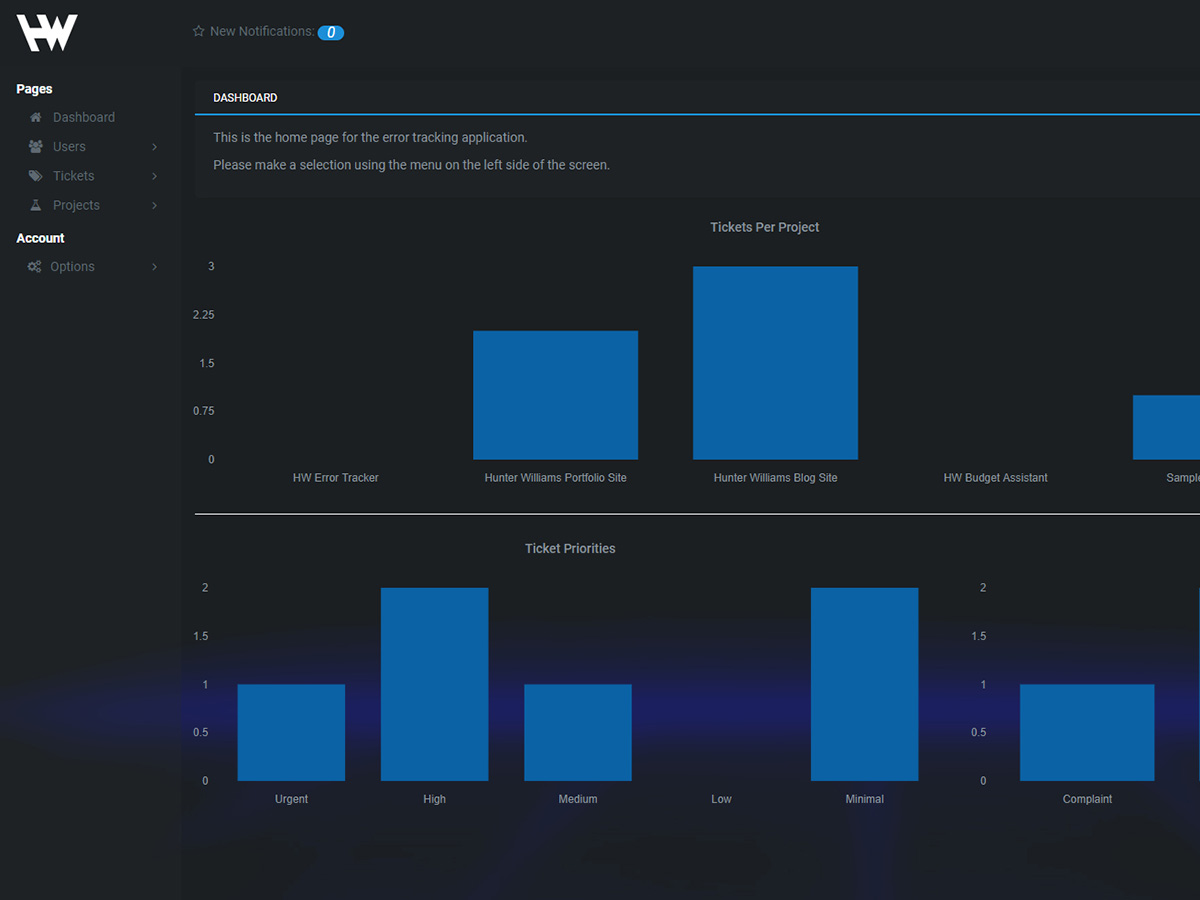 HW
New Notifications: 0
Pages
Dashboard
Users
Tickets
Projects
Account
Options
DASHBOARD
This is the home page for the error tracking application.
Please make a selection using the menu on the left side of the screen.
Tickets Per Project
3
2.25
1.5
0.75
0
HW Error Tracker
Hunter Williams Portfolio Site
Hunter Williams Blog Site
HW Budget Assistant
Sample
Ticket Priorities
2
1.5
1
0.5
0
Urgent
High
Medium
Low
Minimal
2
1.5
1
0.5
0
Complaint